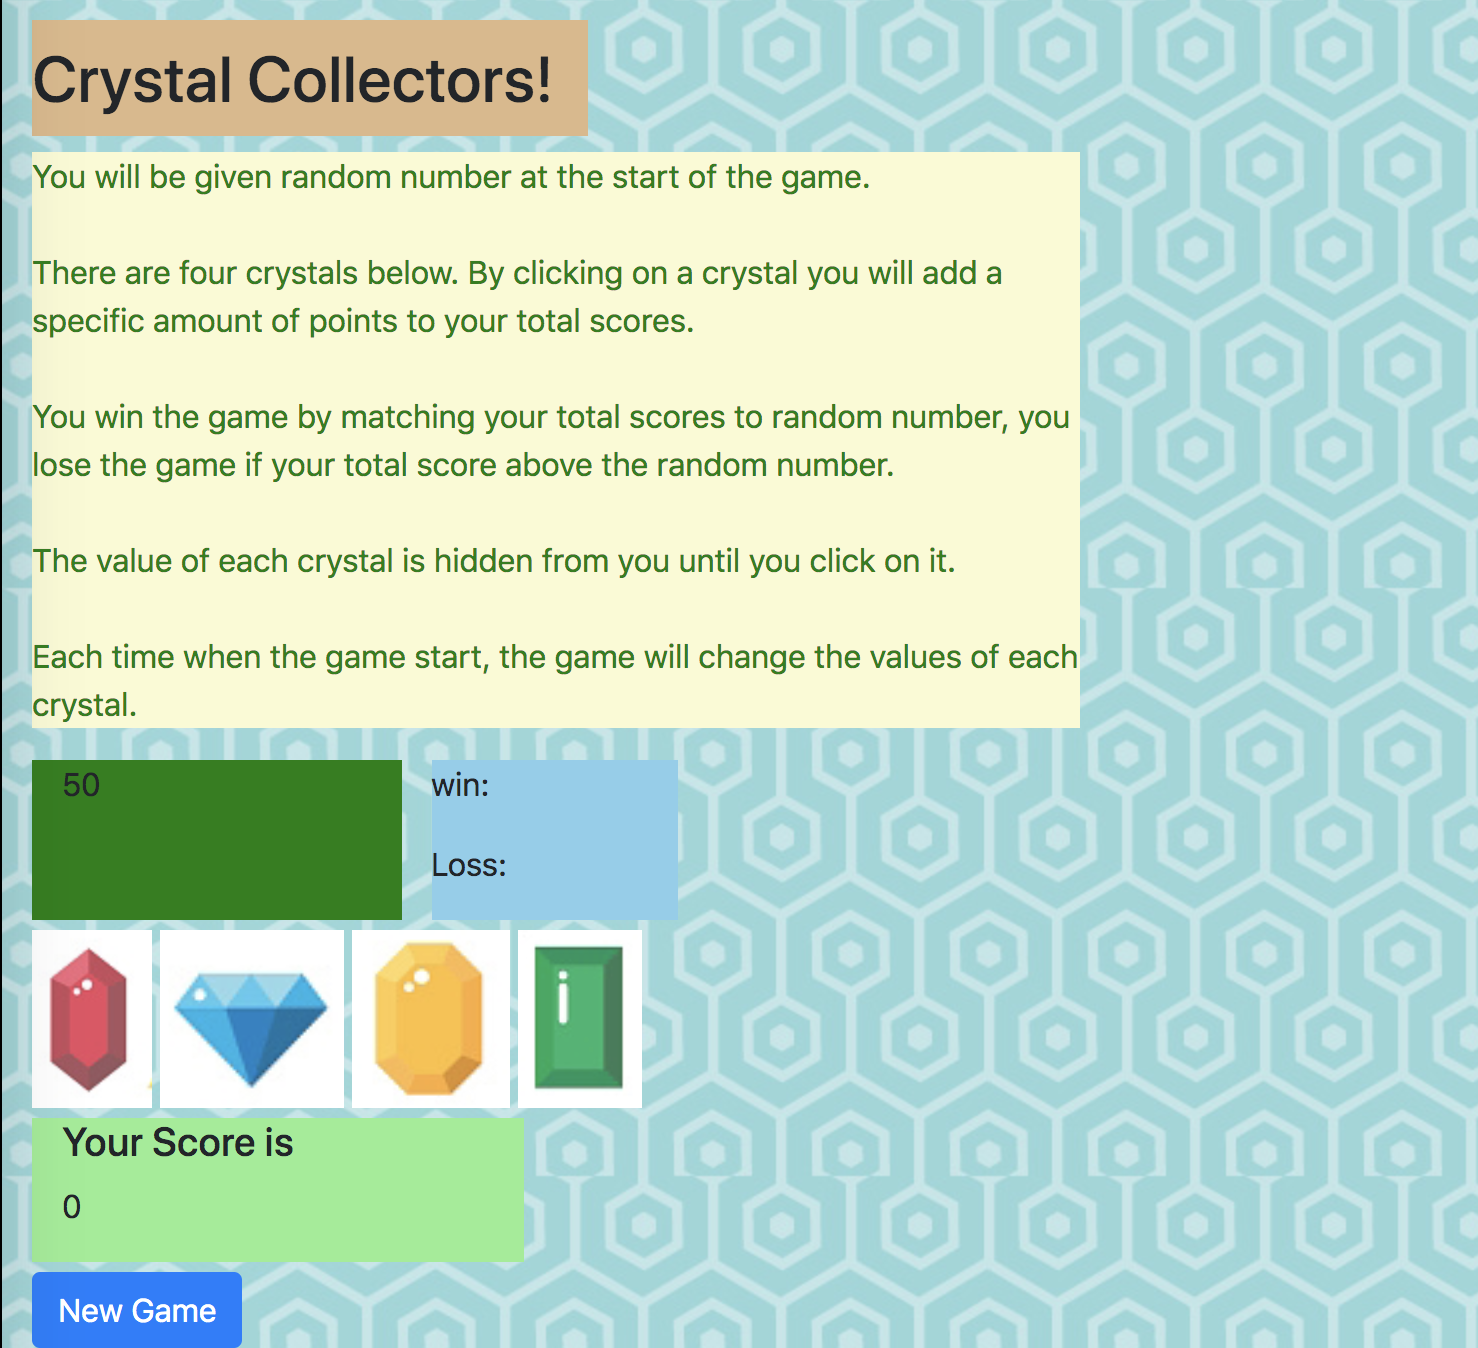 Crystal Collectors!
You will be given random number at the start of the game.
There are four crystals below. By clicking on a crystal you will add a
specific amount of points to your total scores.
You win the game by matching your total scores to random number, you
lose the game if your total score above the random number.
The value of each crystal is hidden from you until you click on it.
Each time when the game start, the game will change the values of each
crystal.
50
win:
Loss:
Your Score is
0
New Game